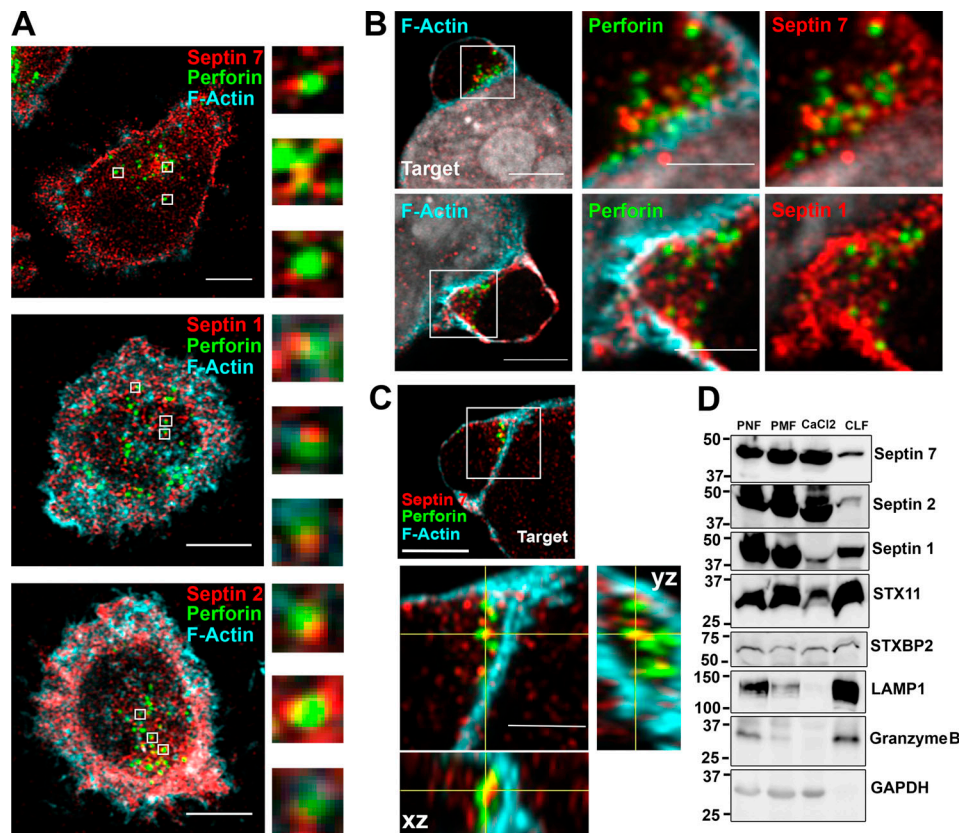 A
Septin 7
Perforin
F-Actin
Septin 1
Perforin
F-Actin
Septin 2
Perforin
F-Actin
B
F-Actin
Perforin
Septin 7
Target
F-Actin
Perforin
Septin 1
C
Septin 7
Perforin
F-Actin
Target
yz
xz
D
PNF PMF CaCl2 CLF
50
37
Septin 7
50
37
Septin 2
50
37
Septin 1
37
25
STX11
75
50
STXBP2
150
100
LAMP1
37
25
Granzyme B
37
25
GAPDH